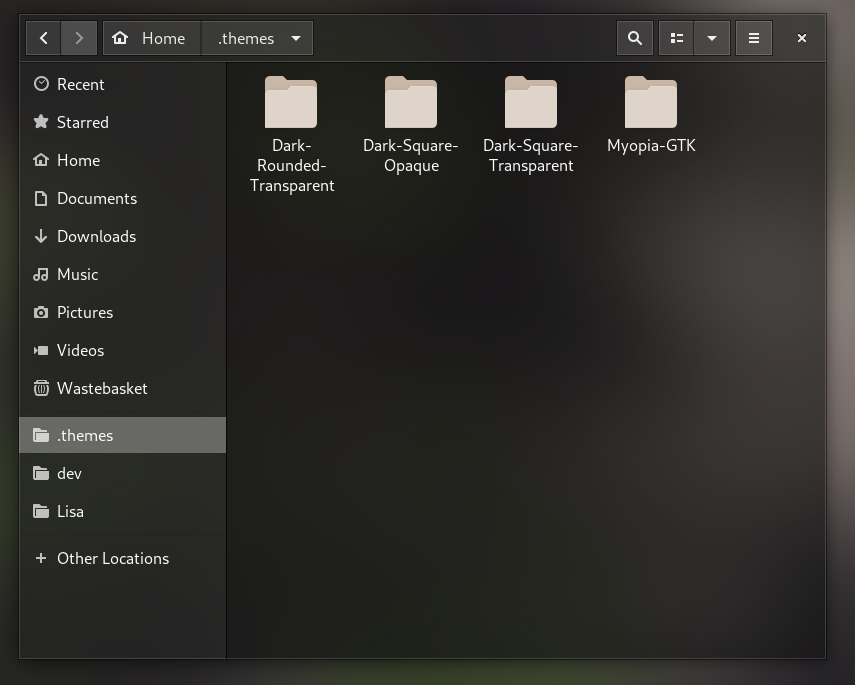 Home
.themes
Recent
Starred
Home
Documents
Downloads
Music
Pictures
Videos
Wastebasket
.themes
dev
Lisa
Other Locations
Dark-
Rounded-
Transparent
Dark-Square-
Opaque
Dark-Square-
Transparent
Myopia-GTK